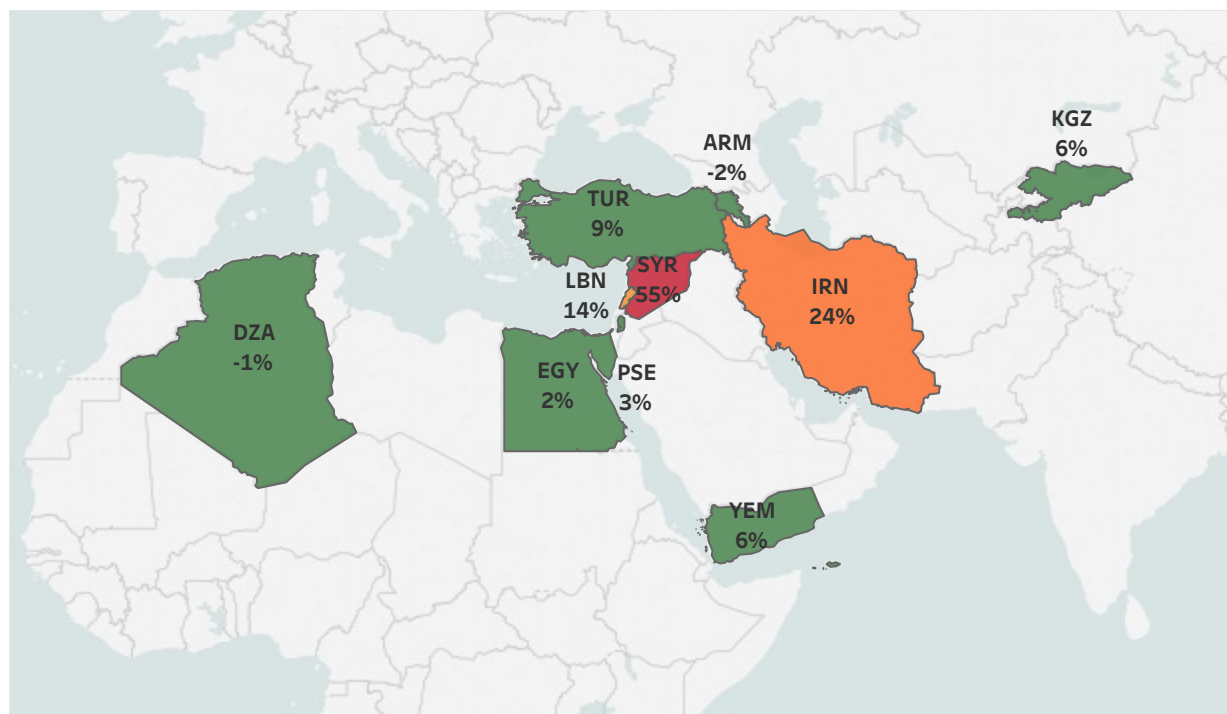 KGZ
6%
ARM
-2%
TUR
9%
SYR
55%
LBN
14%
IRN
24%
DZA
-1%
EGY
2%
PSE
3%
YEM
6%